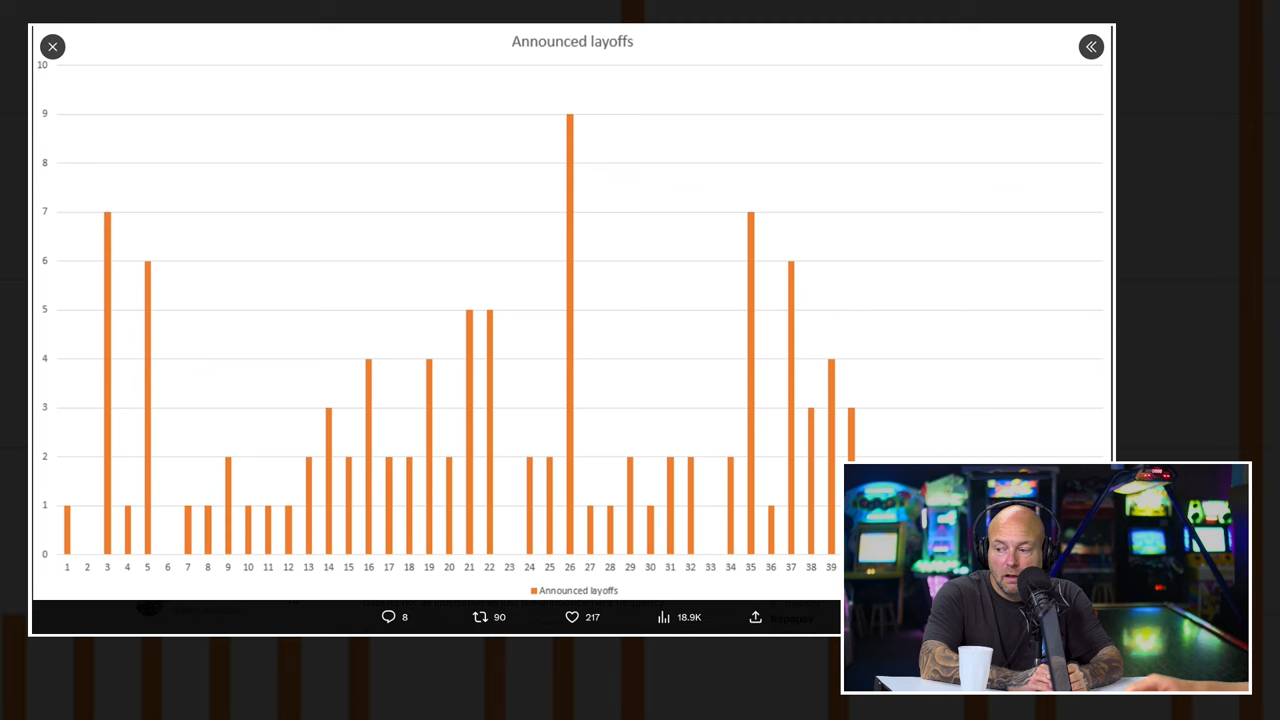 Announced layoffs
10
9
8
7
6
5
4
3
2
1
0
1 2 3 4 5 6 7 8 9 10 11 12 13 14 15 16 17 18 19 20 21 22 23 24 25 26 27 28 29 30 31 32 33 34 35 36 37 38 39
Announced layoffs
8 90 217 18.9K